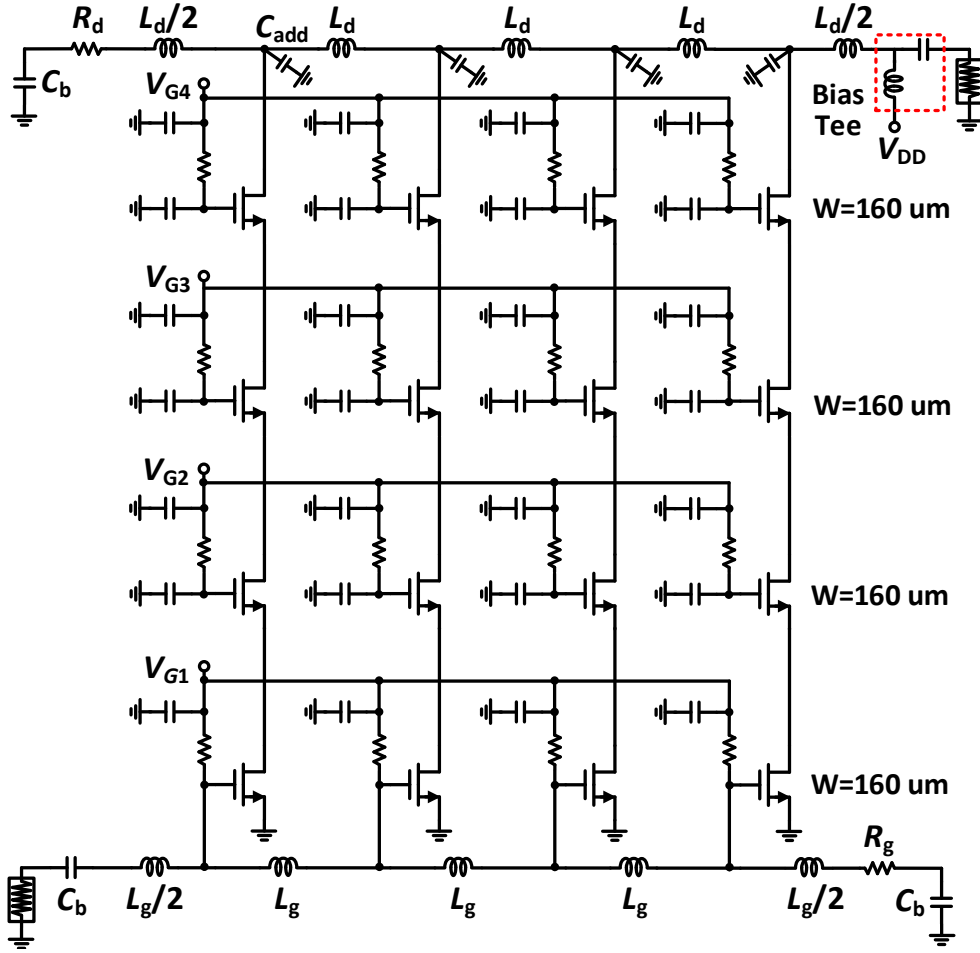 Rd Ld/2 Cadd Ld Ld Ld Ld/2
Cb
VG4
Bias
Tee
VDD
W=160 um
VG3
W=160 um
VG2
W=160 um
VG1
W=160 um
Rg
Cb Lg/2 Lg Lg Lg Lg/2 Cb